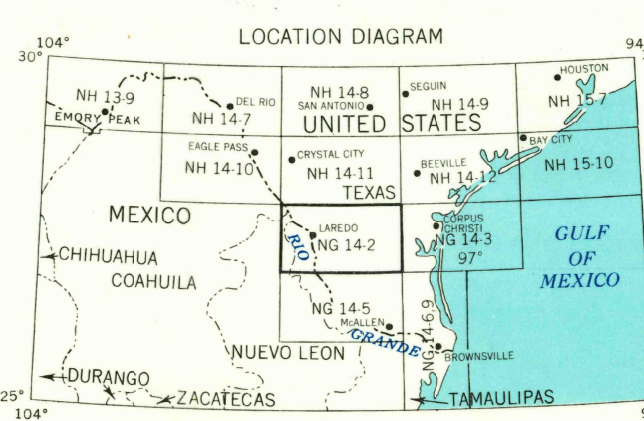 LOCATION DIAGRAM
104°
94
30°
HOUSTON
NH 13-9
DEL RIO
NH 14-8
SEGUIN
NH 15-7
EMORY PEAK
NH 14-7
SAN ANTONIO
NH 14-9
UNITED STATES
BAY CITY
EAGLE PASS
CRYSTAL CITY
NH 14-10
NH 14-11
BEEVILLE
NH 14-12
NH 15-10
TEXAS
MEXICO
LAREDO
CORPUS
CHRISTI
RIO
NG 14-2
NG 14-3
97°
GULF
OF
MEXICO
CHIHUAHUA
COAHUILA
NG 14-5
McALLEN
GRANDE
NG 14-6,9
NUEVO LEON
BROWNSVILLE
DURANGO
ZACATECAS
TAMAULIPAS
25°
104°